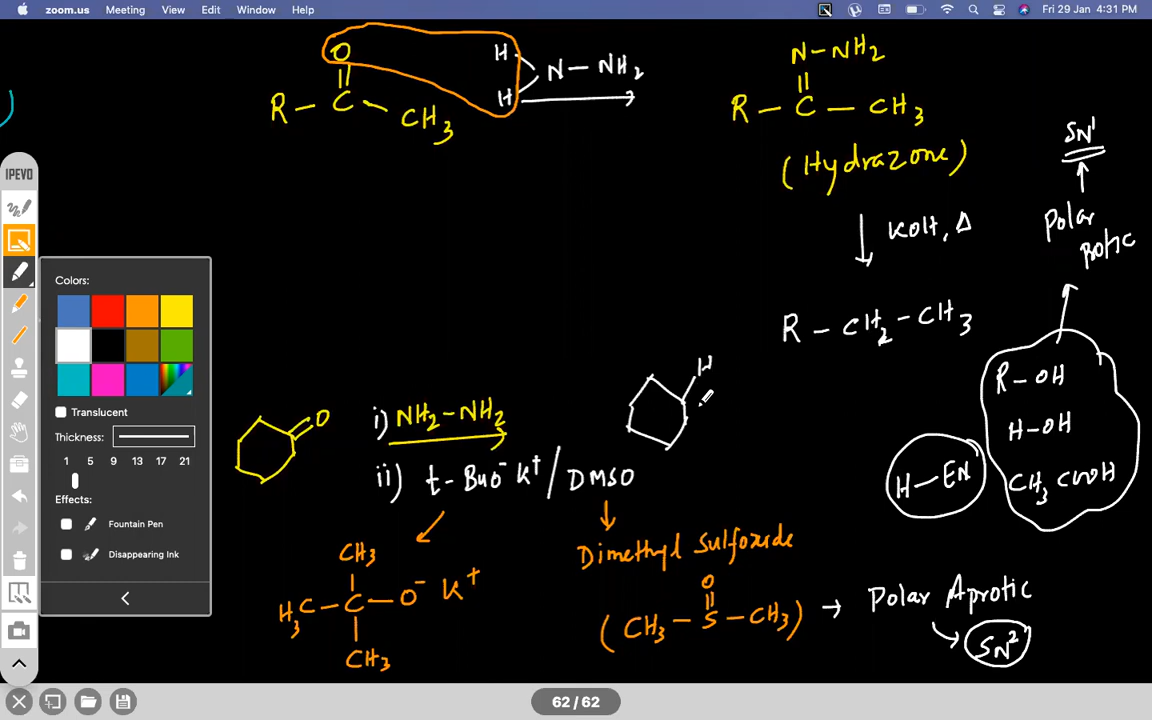 zoom.us Meeting View Edit Window Help Fri 29 Jan 4:31 PM
O
R – C – CH3
H
H
N – NH2
N–NH2
R – C – CH3
(Hydrazone)
KOH, Δ
R – CH2 – CH3
SN1
Polar
Protic
R – OH
H – OH
CH3 COOH
H – EN
IPEVO
Colors:
Translucent
Thickness:
1 5 9 13 17 21
Effects:
Fountain Pen
Disappearing Ink
O
i) NH2 – NH2
ii) t – BuO⁻ K⁺ / DMSO
H
CH3
H3C – C – O⁻ K⁺
CH3
Dimethyl Sulfoxide
O
(CH3 – S – CH3) → Polar Aprotic
SN2
62 / 62